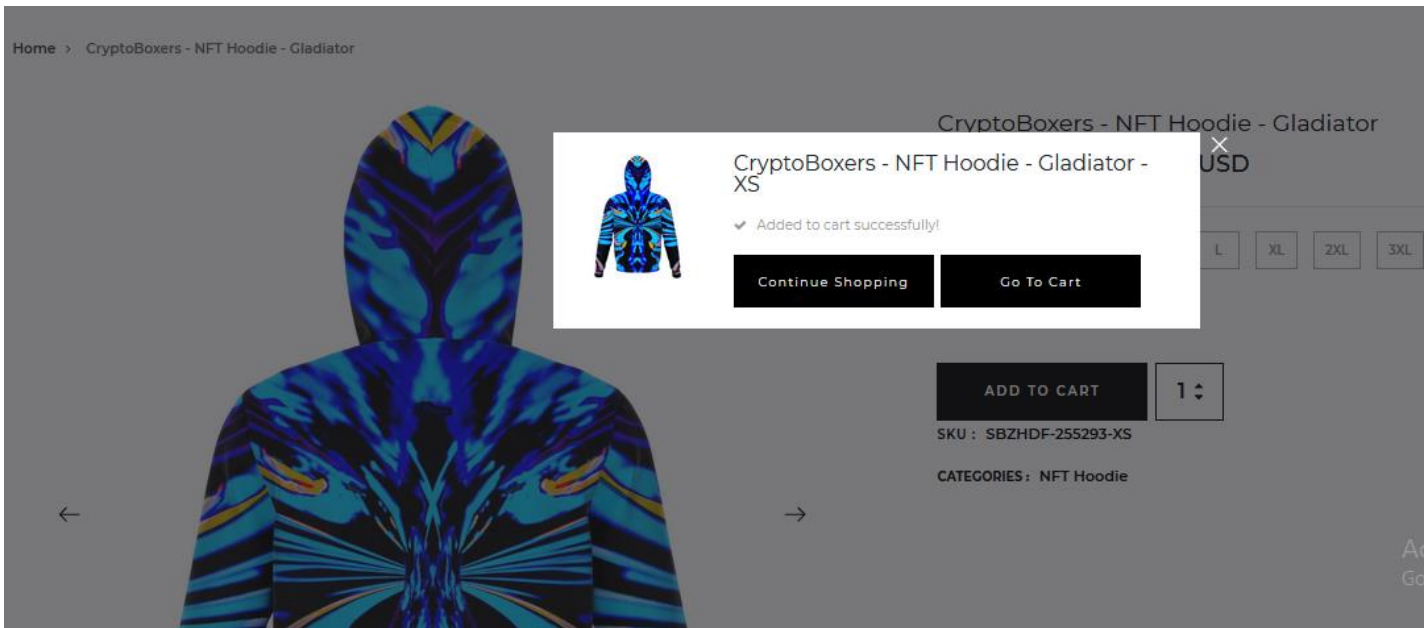 Home > CryptoBoxers - NFT Hoodie - Gladiator
CryptoBoxers - NFT Hoodie - Gladiator
USD
CryptoBoxers - NFT Hoodie - Gladiator -
XS
Added to cart successfully!
Continue Shopping Go To Cart
L XL 2XL 3XL
ADD TO CART 1
SKU : SBZHDF-255293-XS
CATEGORIES : NFT Hoodie